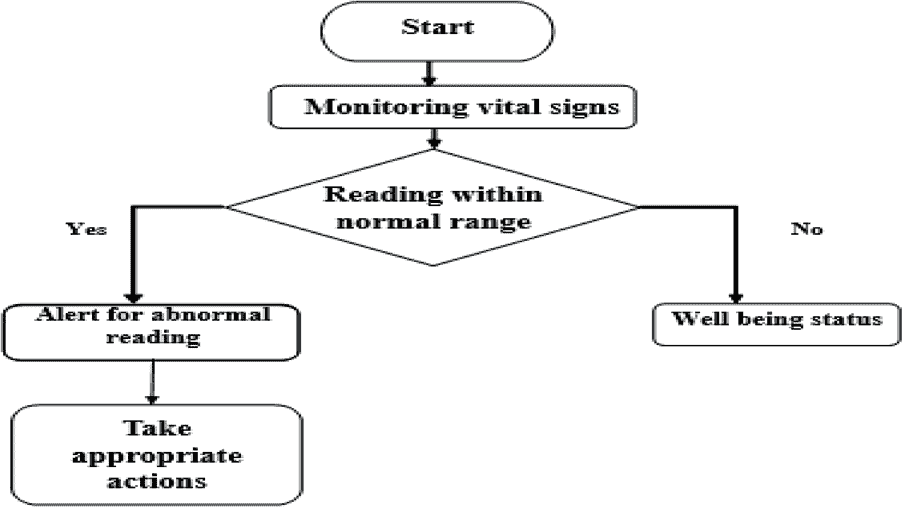 Start
Monitoring vital signs
Reading within
normal range
Yes
No
Alert for abnormal
reading
Well being status
Take
appropriate
actions